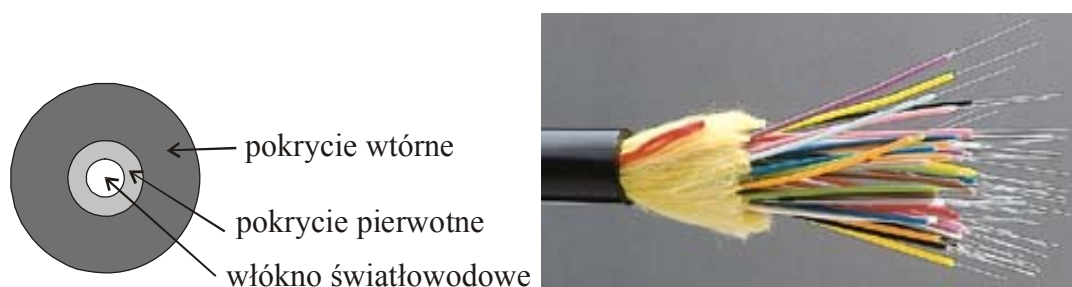 pokrycie wtórne
pokrycie pierwotne
włókno światłowodowe